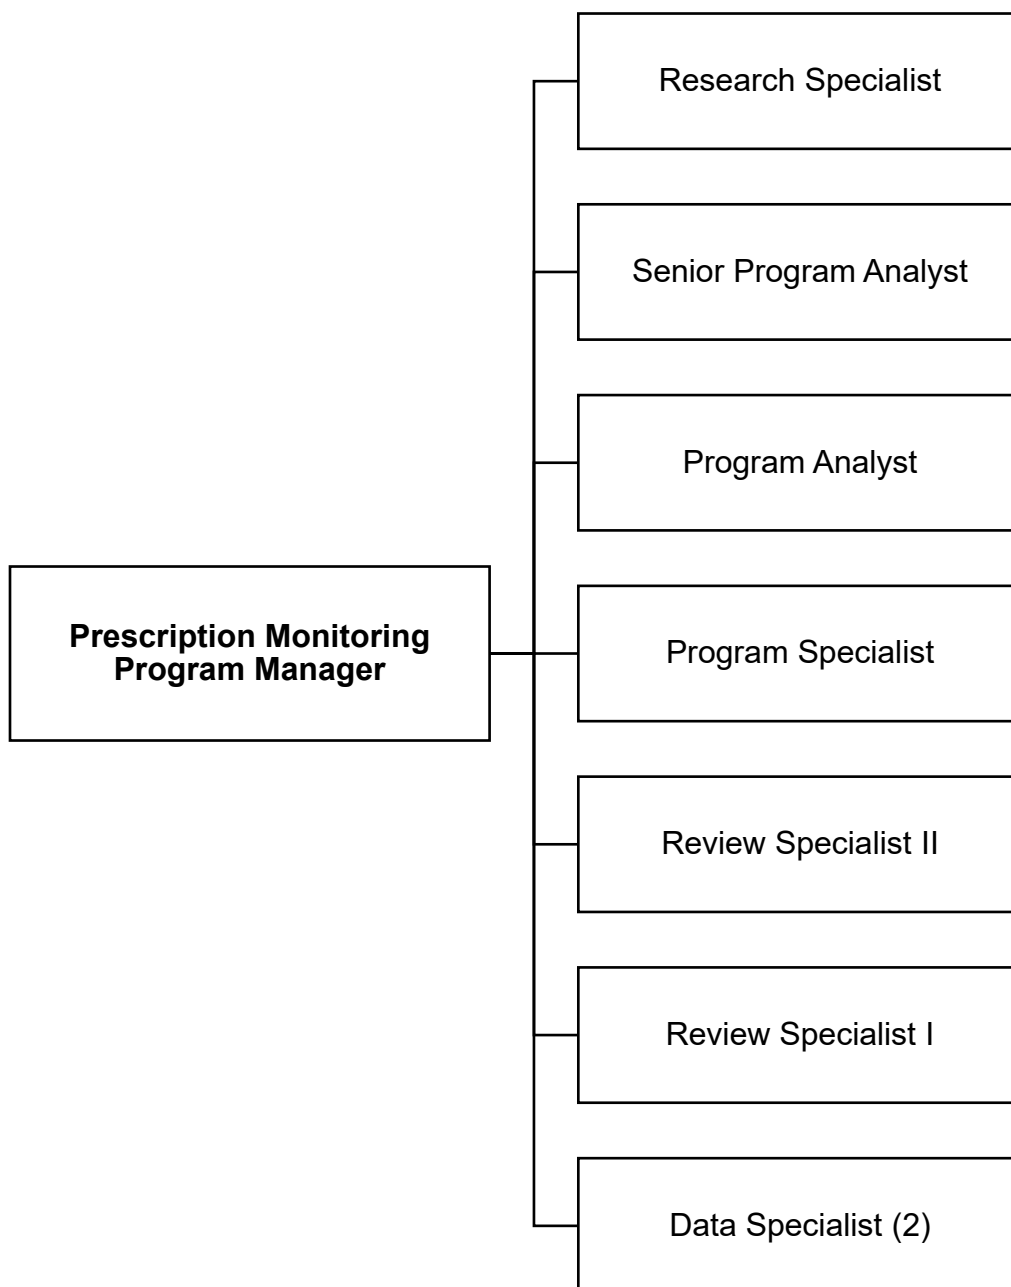 Research Specialist
Senior Program Analyst
Program Analyst
Prescription Monitoring
Program Manager
Program Specialist
Review Specialist II
Review Specialist I
Data Specialist (2)